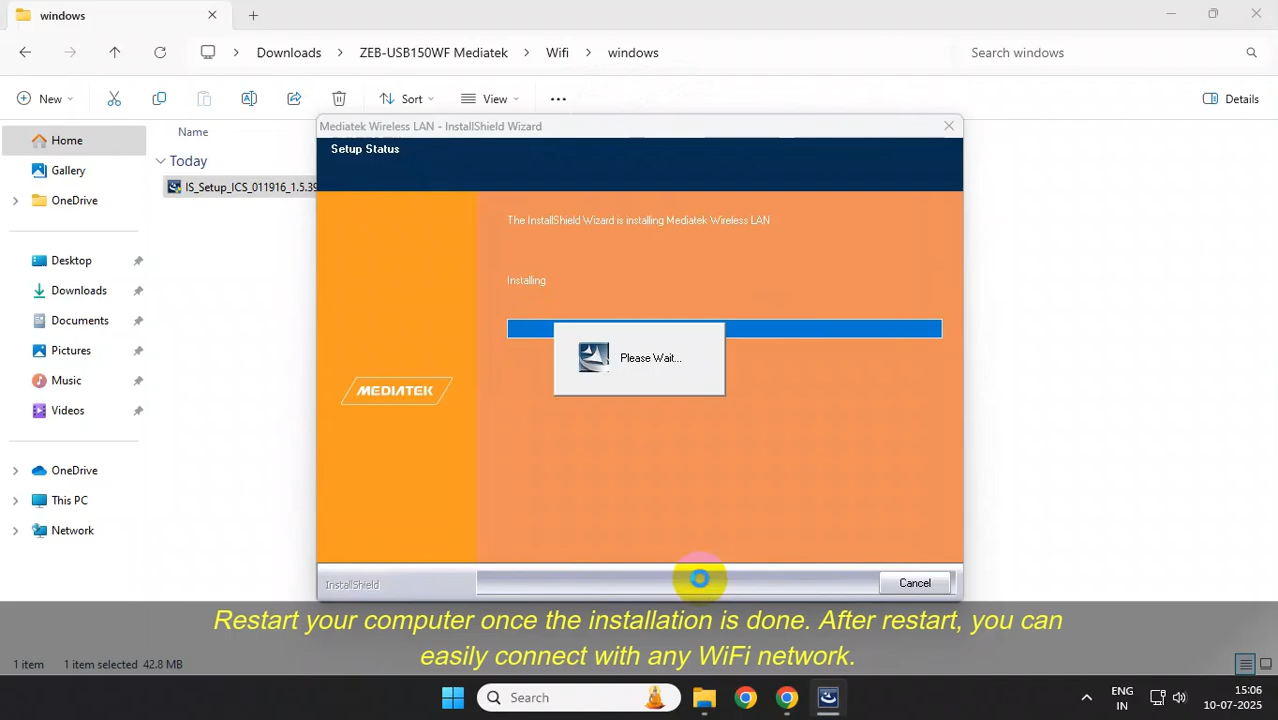 windows
Downloads
ZEB-USB150WF Mediatek
Wifi
windows
Search windows
New
Sort
View
Details
Home
Gallery
OneDrive
Desktop
Downloads
Documents
Pictures
Music
Videos
OneDrive
This PC
Network
Name
Today
IS_Setup_ICS_011916_1.5.39
Mediatek Wireless LAN - InstallShield Wizard
Setup Status
The InstallShield Wizard is installing Mediatek Wireless LAN
Installing
Please Wait...
MEDIATEK
InstallShield
Cancel
Restart your computer once the installation is done. After restart, you can
easily connect with any WiFi network.
1 item
1 item selected 42.8 MB
Search
ENG
IN
15:06
10-07-2025